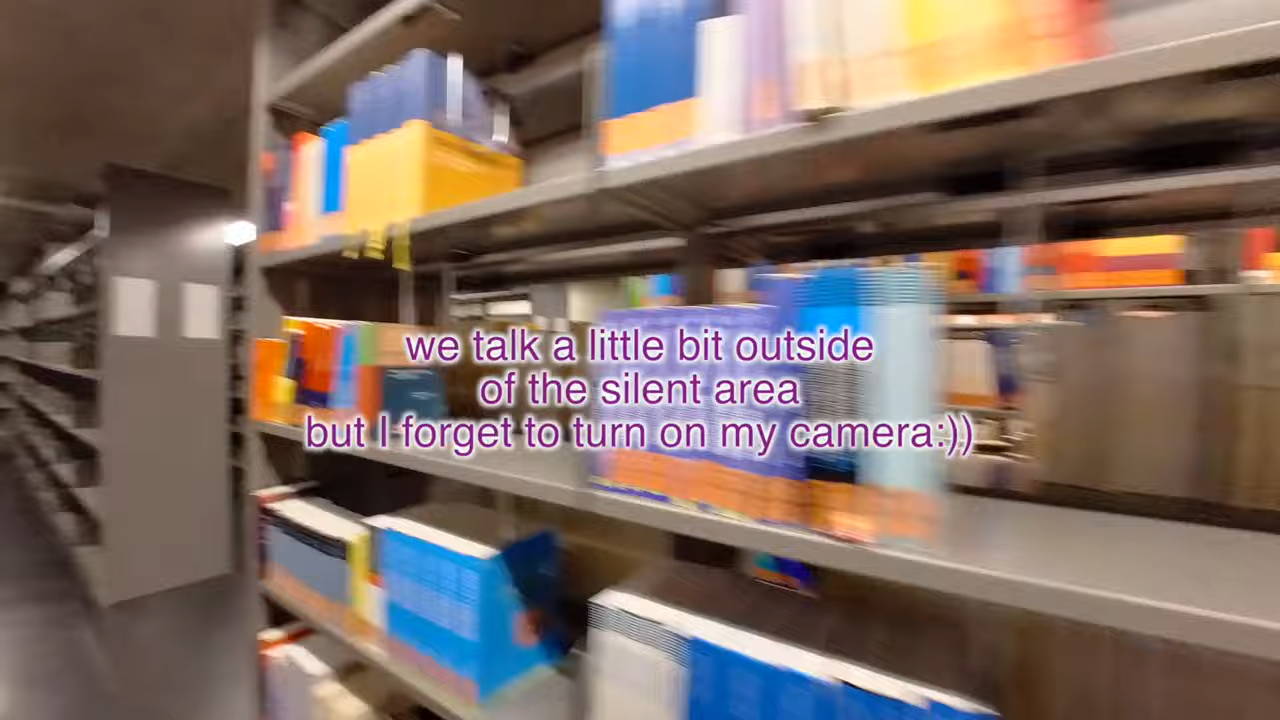 we talk a little bit outside
of the silent area
but I forget to turn on my camera:))